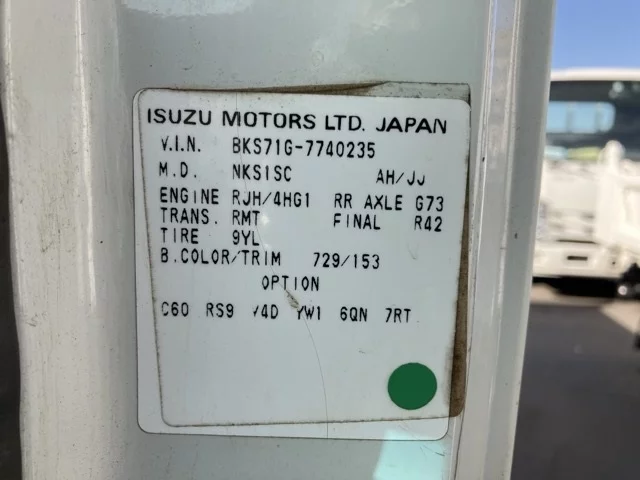 ISUZU MOTORS LTD. JAPAN
V.I.N. BKS71G-7740235
M.D. NKS1SC AH/JJ
ENGINE RJH/4HG1 RR AXLE G73
TRANS. RMT FINAL R42
TIRE 9YL
B.COLOR/TRIM 729/153
OPTION
C60 RS9 6QN 7RT